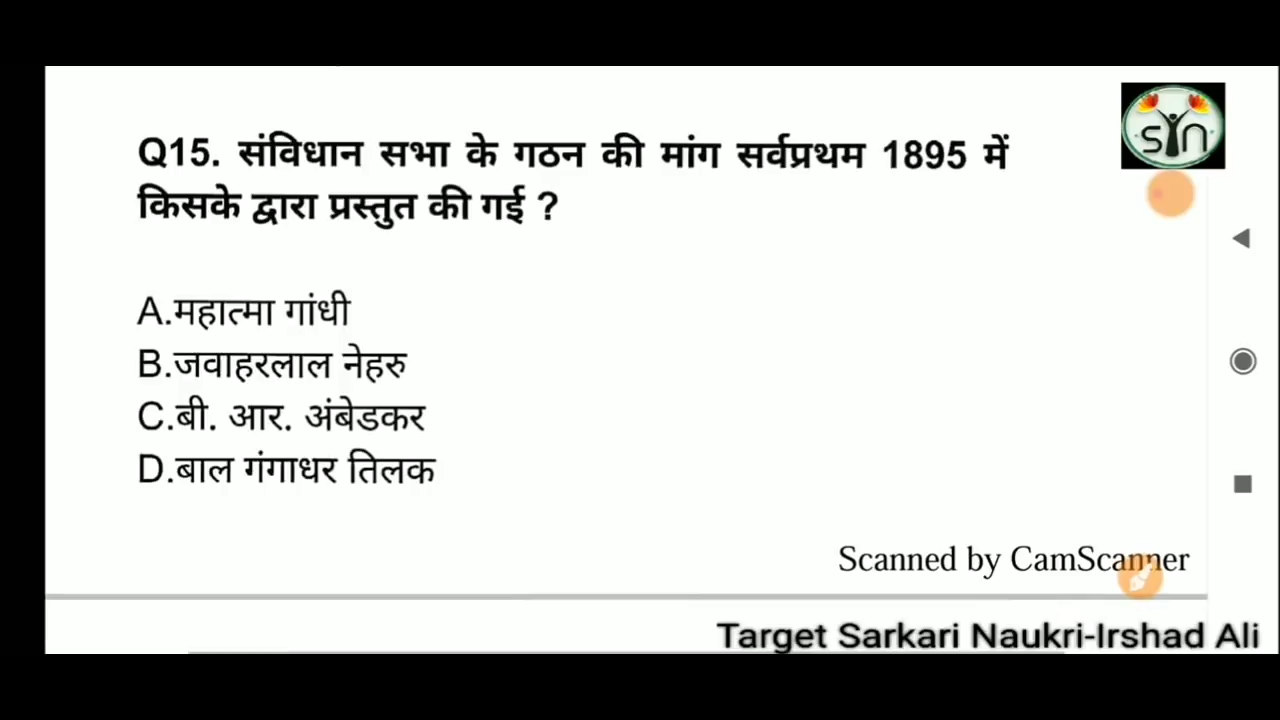 SYN
Q15. संविधान सभा के गठन की मांग सर्वप्रथम 1895 में
किसके द्वारा प्रस्तुत की गई ?
A.महात्मा गांधी
B.जवाहरलाल नेहरु
C.बी. आर. अंबेडकर
D.बाल गंगाधर तिलक
Scanned by CamScanner
Target Sarkari Naukri-Irshad Ali